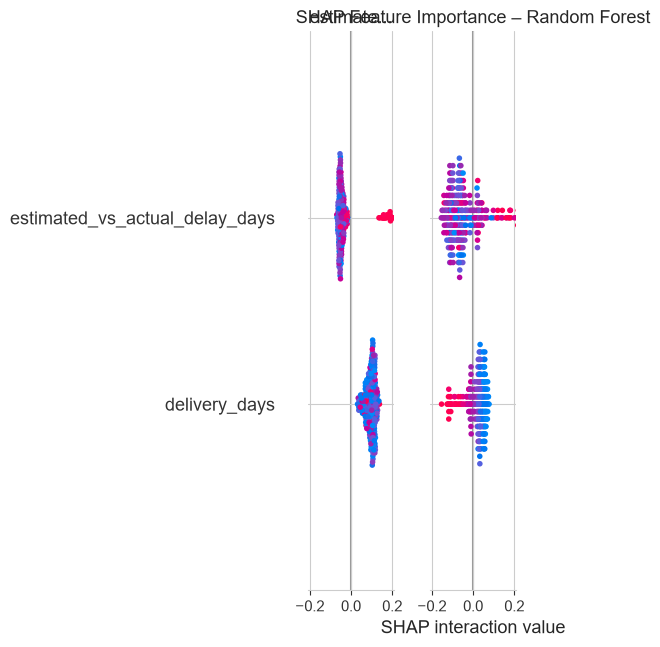 estimate...
SHAP Feature Importance – Random Forest
estimated_vs_actual_delay_days
delivery_days
−0.2 0.0 0.2 −0.2 0.0 0.2
SHAP interaction value